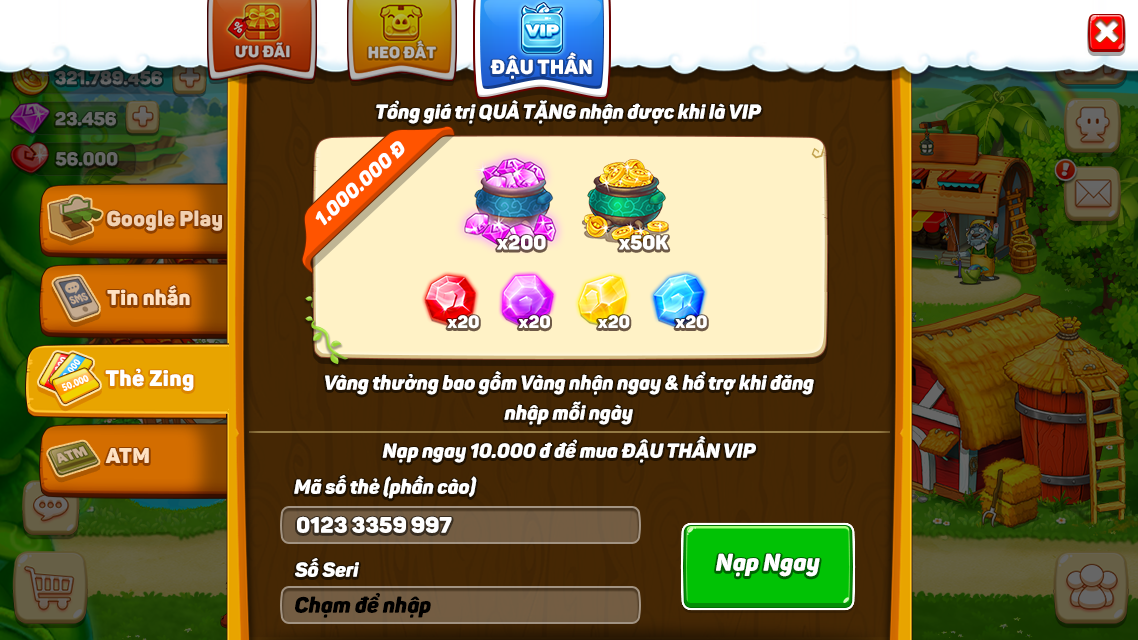 %
ƯU ĐÃI
HEO ĐẤT
VIP
ĐẬU THẦN
321.789.456
23.456
56.000
Google Play
SMS
Tin nhắn
50.000
Thẻ Zing
ATM
ATM
Tổng giá trị QUÀ TẶNG nhận được khi là VIP
1.000.000 Đ
x200
x50K
x20
x20
x20
x20
Vàng thưởng bao gồm Vàng nhận ngay & hổ trợ khi đăng
nhập mỗi ngày
Nạp ngay 10.000 đ để mua ĐẬU THẦN VIP
Mã số thẻ (phần cào)
0123 3359 997
Số Seri
Chạm để nhập
Nạp Ngay
!